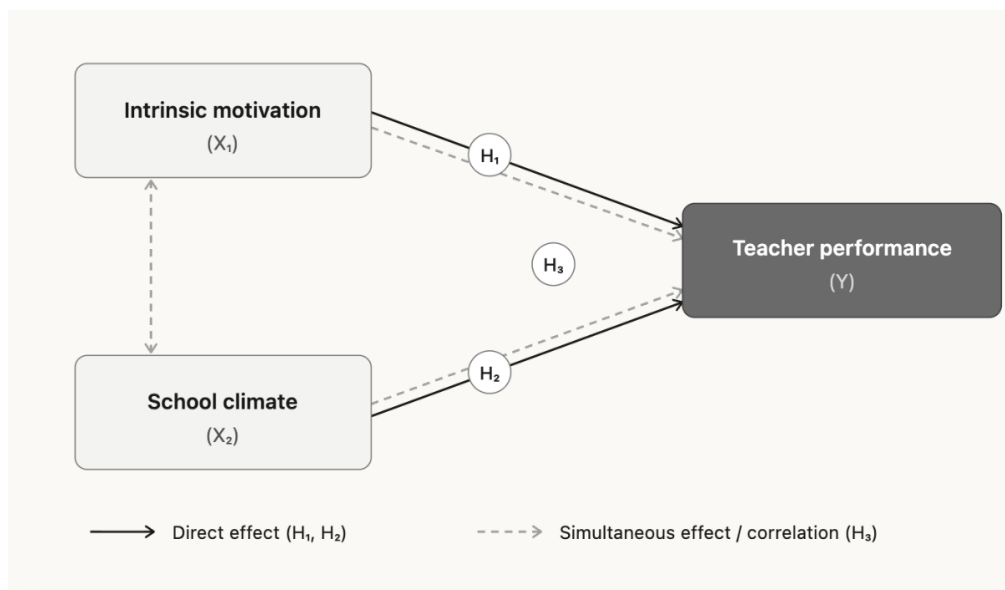 Intrinsic motivation
(X₁)
H₁
Teacher performance
(Y)
H₃
H₂
School climate
(X₂)
Direct effect (H₁, H₂)
Simultaneous effect / correlation (H₃)